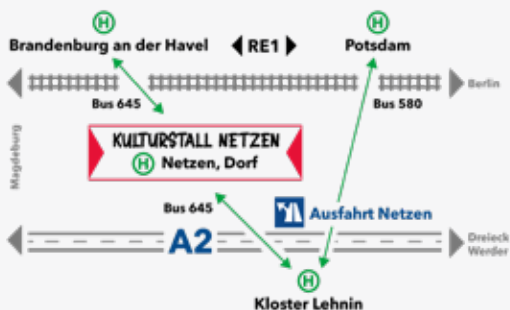 H
H
Brandenburg an der Havel
RE1
Potsdam
Berlin
Bus 645
Bus 580
Magdeburg
KULTURSTALL NETZEN
H Netzen, Dorf
Bus 645
Ausfahrt Netzen
A2
Dreieck
Werder
H
Kloster Lehnin